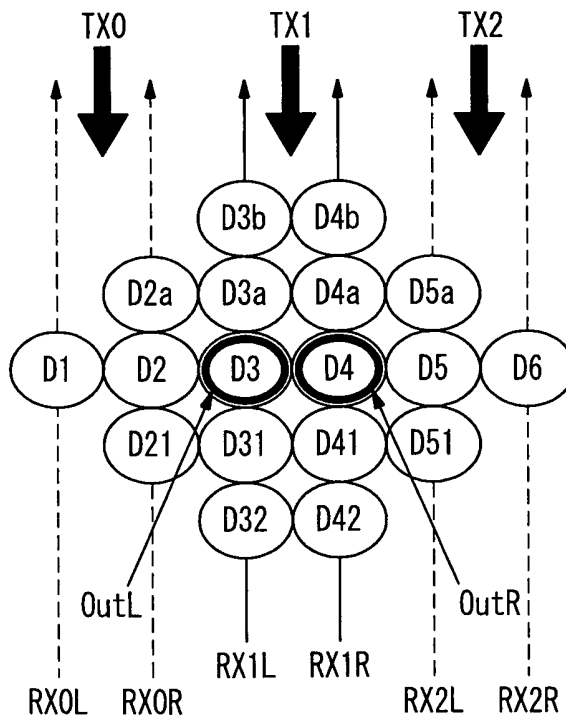 TX0 TX1 TX2
D3b D4b
D2a D3a D4a D5a
D1 D2 D3 D4 D5 D6
D21 D31 D41 D51
D32 D42
OutL OutR
RX1L RX1R
RX0L RX0R RX2L RX2R